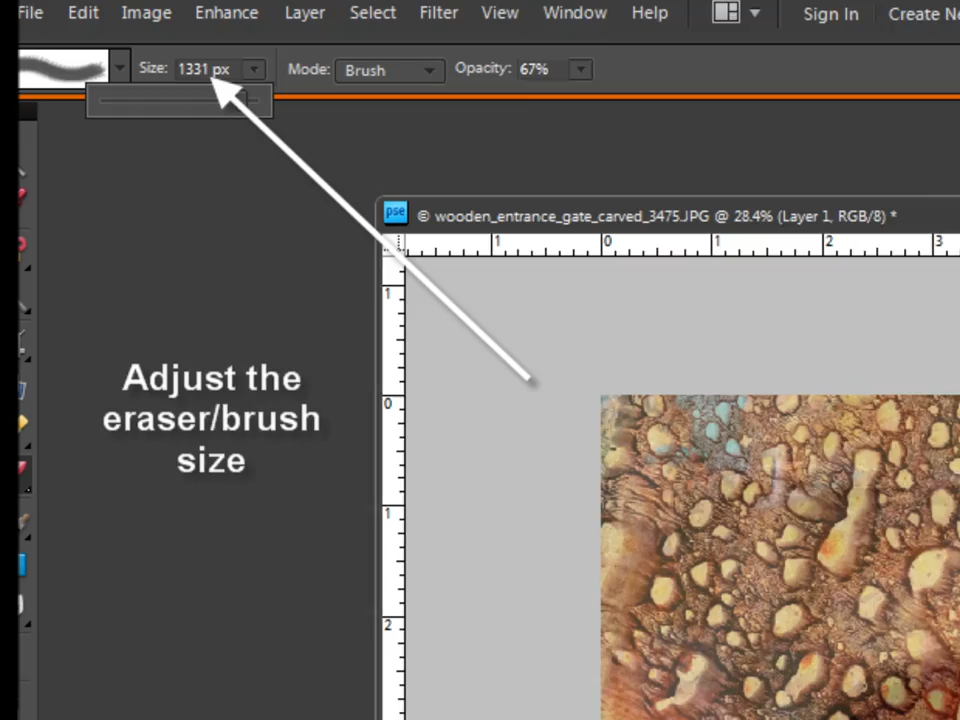 File Edit Image Enhance Layer Select Filter View Window Help Sign In Create
Size: 1331 px Mode: Brush Opacity: 67%
pse © wooden_entrance_gate_carved_3475.JPG @ 28.4% (Layer 1, RGB/8) *
1 0 1 2 3
1
Adjust the
eraser/brush
size
0
1
2